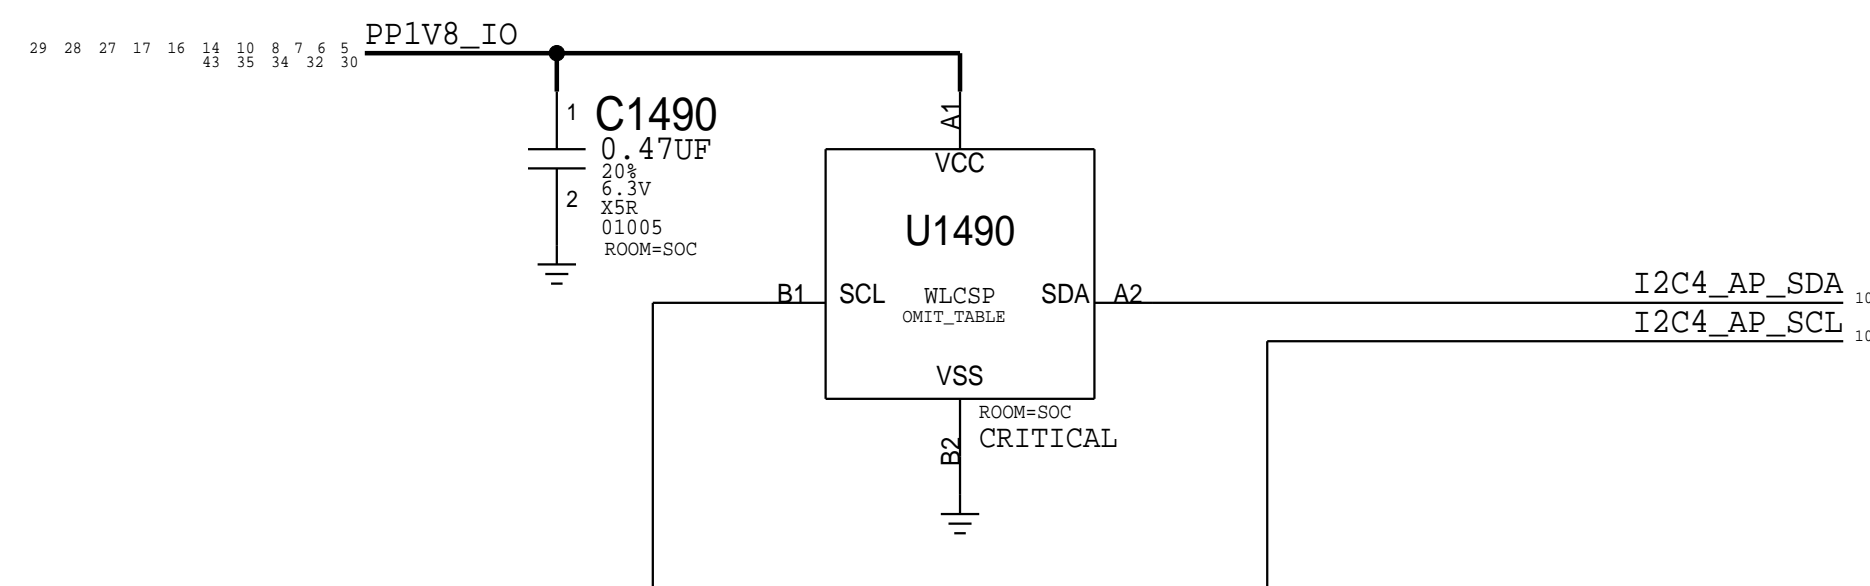 PP1V8_IO
29 28 27 17 16 14 10 8 7 6 5
43 35 34 32 30
1
C1490
0.47UF
20%
6.3V
X5R
01005
ROOM=SOC
2
A1
VCC
U1490
B1 SCL WLCSP SDA A2
OMIT_TABLE
VSS
ROOM=SOC
CRITICAL
B2
I2C4_AP_SDA 10
I2C4_AP_SCL 10